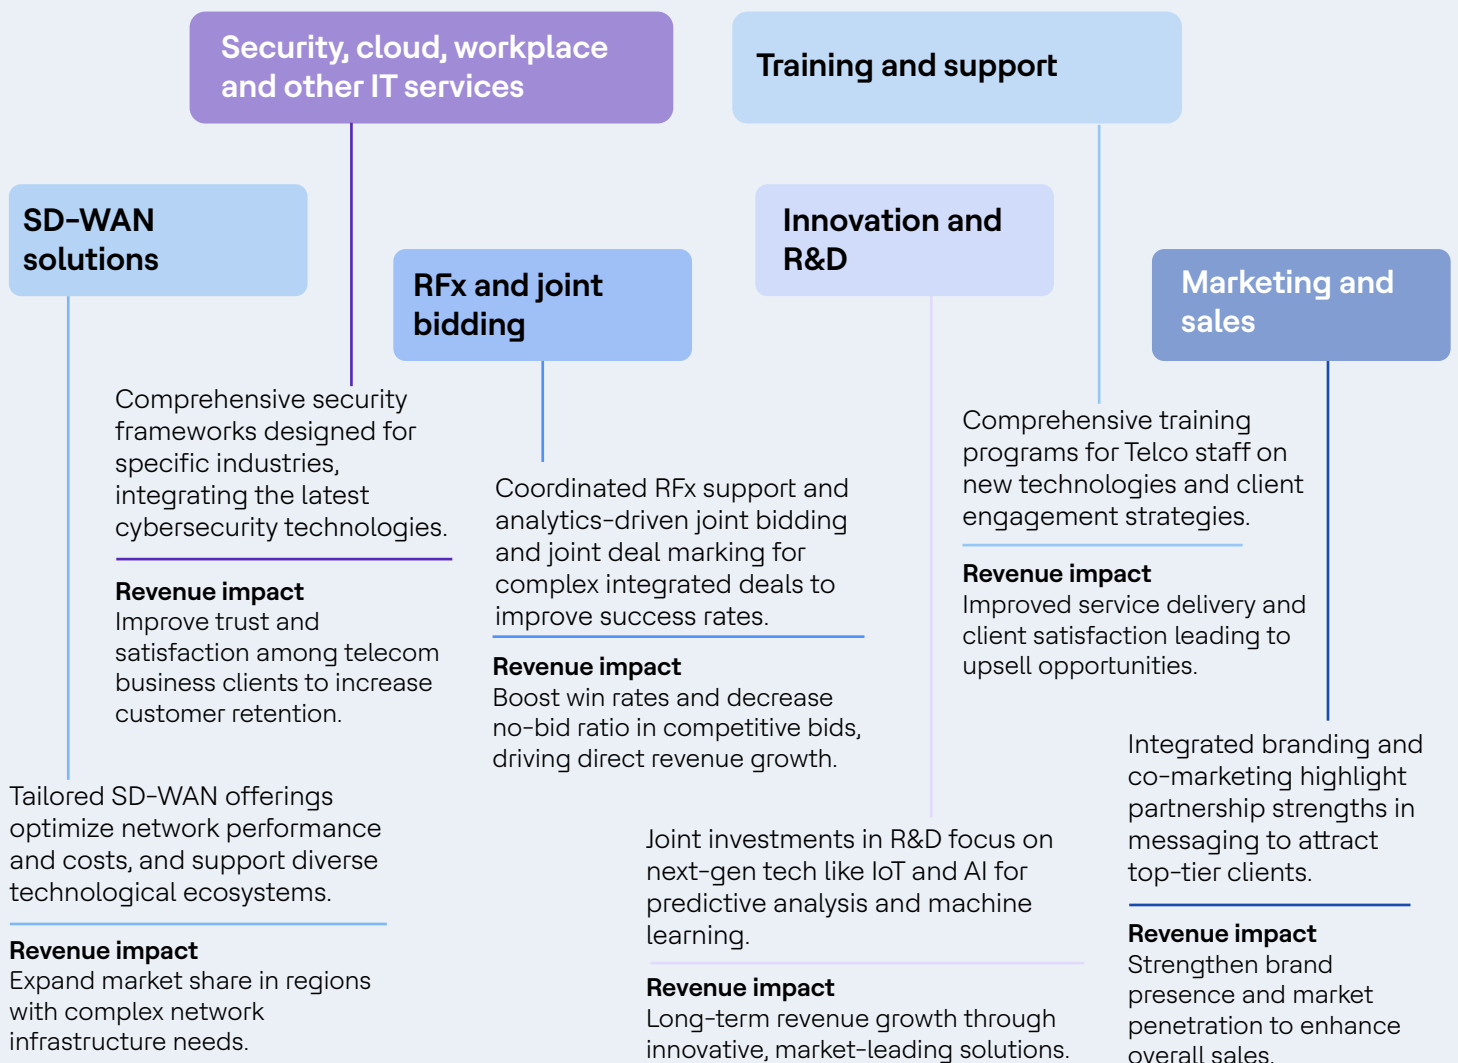 Security, cloud, workplace
and other IT services
Training and support
SD-WAN
solutions
Innovation and
R&D
RFx and joint
bidding
Marketing and
sales
Comprehensive security
frameworks designed for
specific industries,
integrating the latest
cybersecurity technologies.
Revenue impact
Improve trust and
satisfaction among telecom
business clients to increase
customer retention.
Coordinated RFx support and
analytics-driven joint bidding
and joint deal marking for
complex integrated deals to
improve success rates.
Revenue impact
Boost win rates and decrease
no-bid ratio in competitive bids,
driving direct revenue growth.
Comprehensive training
programs for Telco staff on
new technologies and client
engagement strategies.
Revenue impact
Improved service delivery and
client satisfaction leading to
upsell opportunities.
Tailored SD-WAN offerings
optimize network performance
and costs, and support diverse
technological ecosystems.
Revenue impact
Expand market share in regions
with complex network
infrastructure needs.
Joint investments in R&D focus on
next-gen tech like IoT and AI for
predictive analysis and machine
learning.
Revenue impact
Long-term revenue growth through
innovative, market-leading solutions.
Integrated branding and
co-marketing highlight
partnership strengths in
messaging to attract
top-tier clients.
Revenue impact
Strengthen brand
presence and market
penetration to enhance
overall sales.